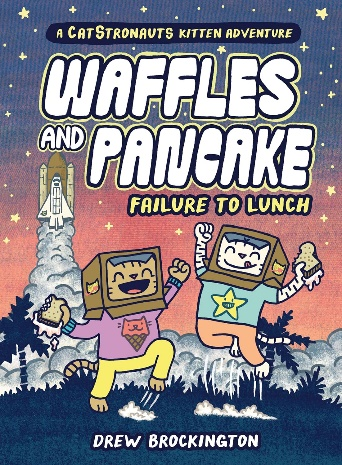 A CATSTRONAUTS KITTEN ADVENTURE
WAFFLES
AND PANCAKE
FAILURE TO LUNCH
DREW BROCKINGTON